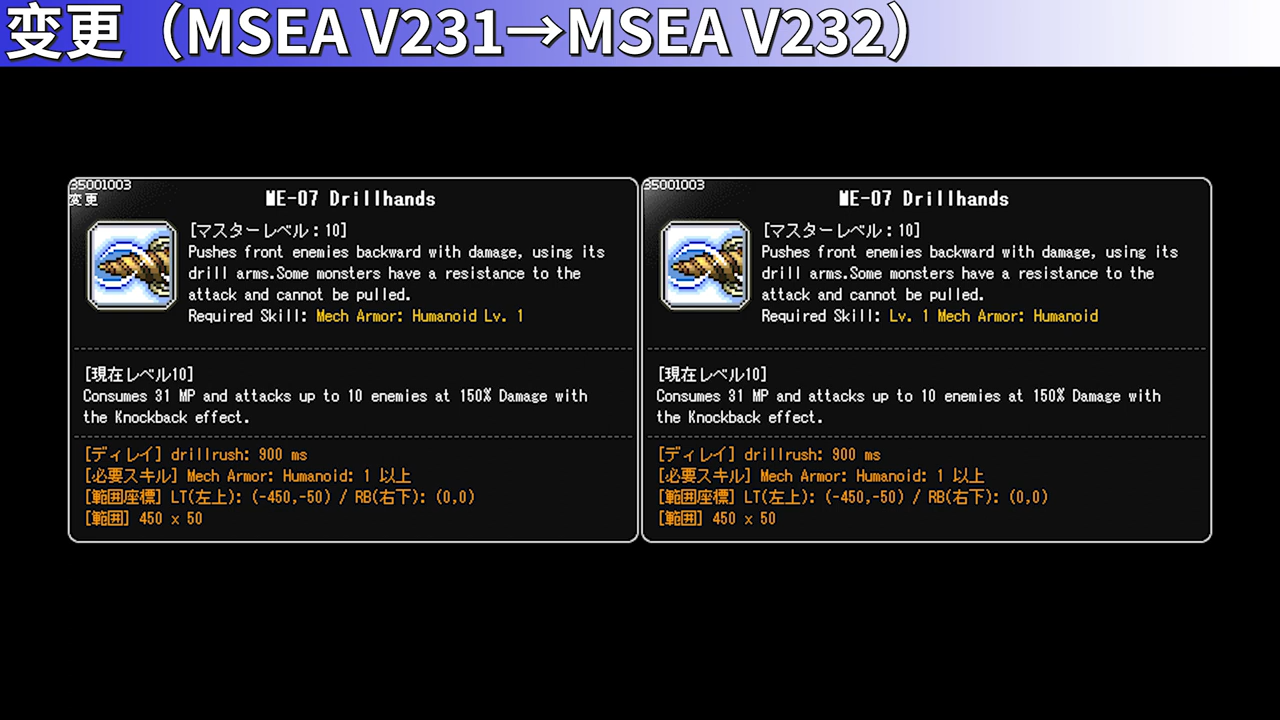 変更（MSEA V231→MSEA V232）
35001003
変更
ME-07 Drillhands
[マスターレベル：10]
Pushes front enemies backward with damage, using its
drill arms.Some monsters have a resistance to the
attack and cannot be pulled.
Required Skill: Mech Armor: Humanoid Lv. 1
[現在レベル10]
Consumes 31 MP and attacks up to 10 enemies at 150% Damage with
the Knockback effect.
[ディレイ] drillrush: 900 ms
[必要スキル] Mech Armor: Humanoid: 1 以上
[範囲座標] LT(左上): (-450,-50) / RB(右下): (0,0)
[範囲] 450 x 50
35001003
ME-07 Drillhands
[マスターレベル：10]
Pushes front enemies backward with damage, using its
drill arms.Some monsters have a resistance to the
attack and cannot be pulled.
Required Skill: Lv. 1 Mech Armor: Humanoid
[現在レベル10]
Consumes 31 MP and attacks up to 10 enemies at 150% Damage with
the Knockback effect.
[ディレイ] drillrush: 900 ms
[必要スキル] Mech Armor: Humanoid: 1 以上
[範囲座標] LT(左上): (-450,-50) / RB(右下): (0,0)
[範囲] 450 x 50